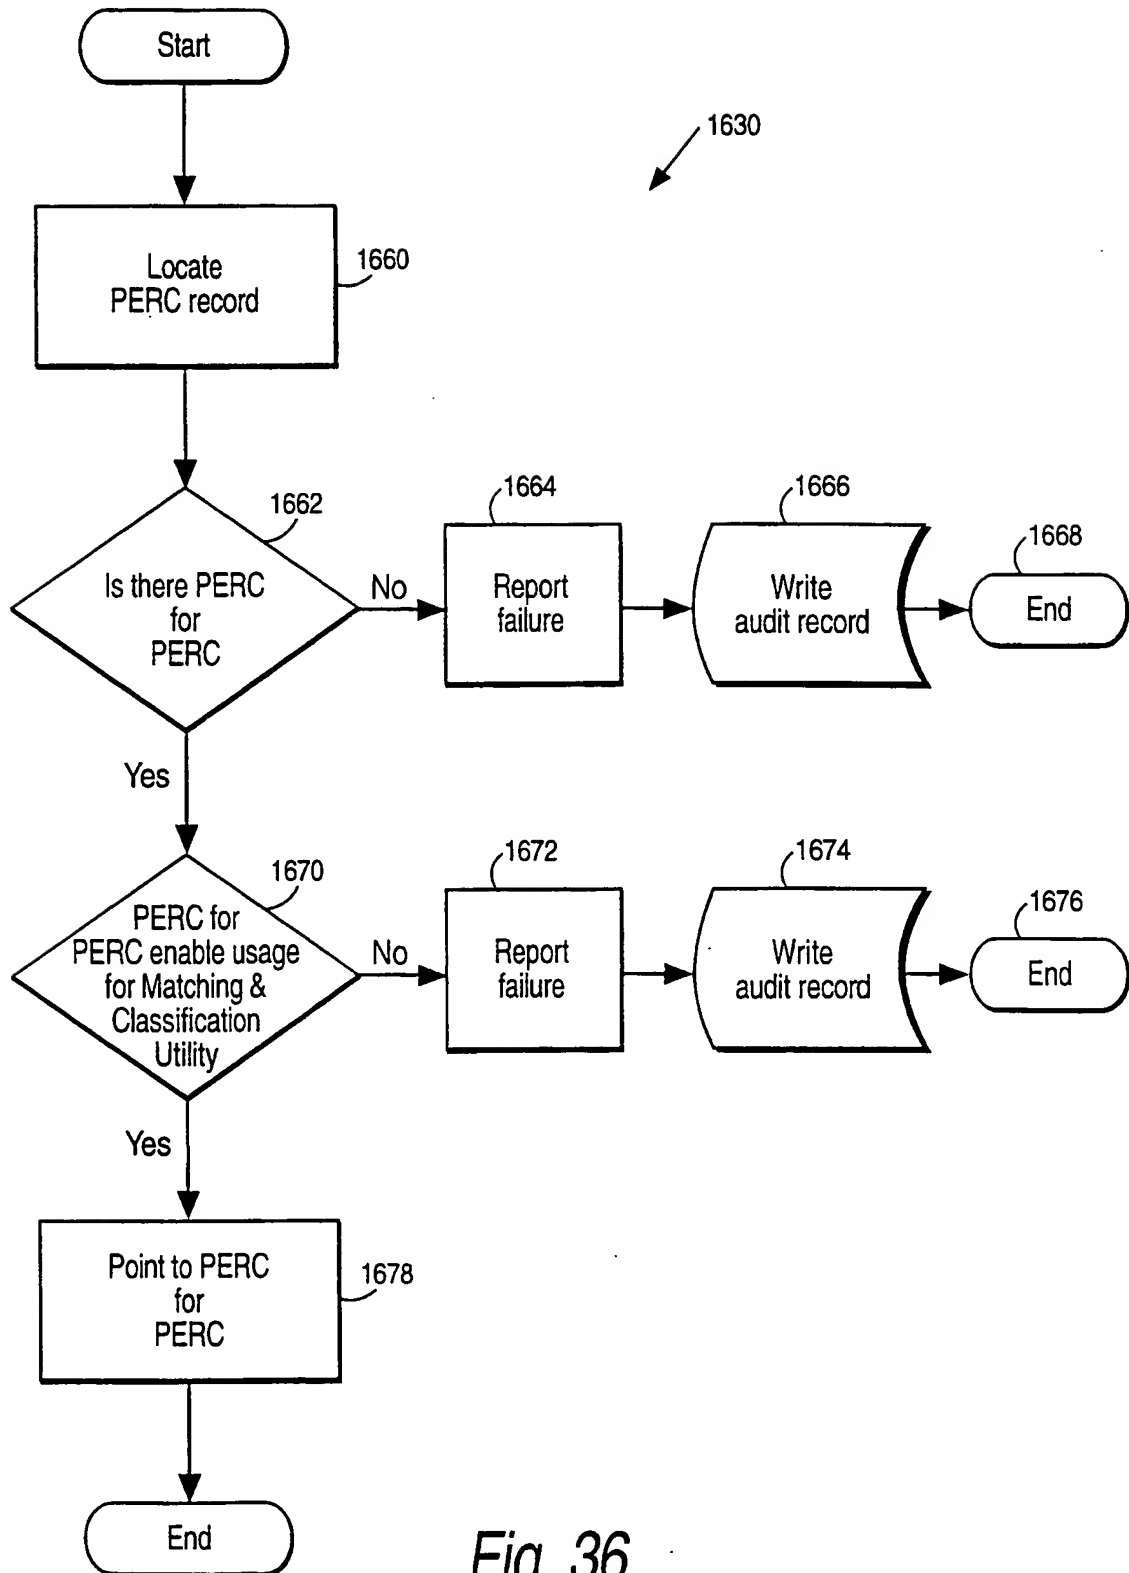 Start
1630
Locate
PERC record
1660
1662
Is there PERC
for
PERC
No
1664
Report
failure
1666
Write
audit record
1668
End
Yes
1670
PERC for
PERC enable usage
for Matching &
Classification
Utility
No
1672
Report
failure
1674
Write
audit record
1676
End
Yes
Point to PERC
for
PERC
1678
End
Fig. 36